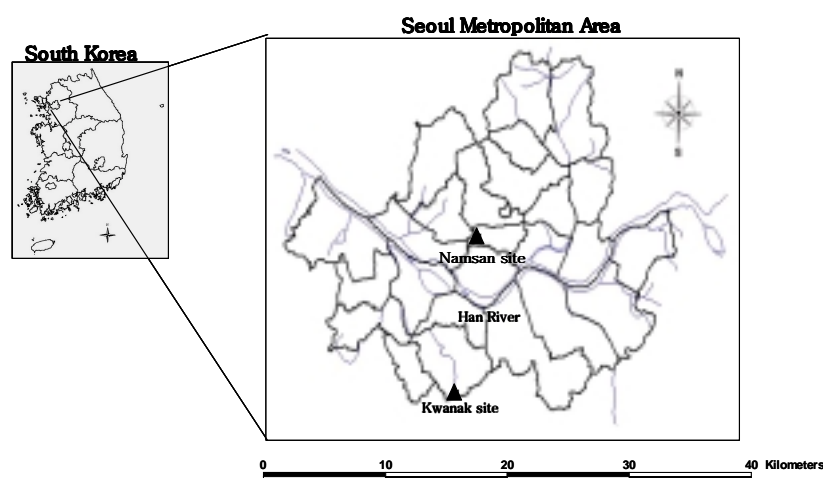 Seoul Metropolitan Area
South Korea
N
S
Namsan site
Han River
Kwanak site
0 10 20 30 40 Kilometers